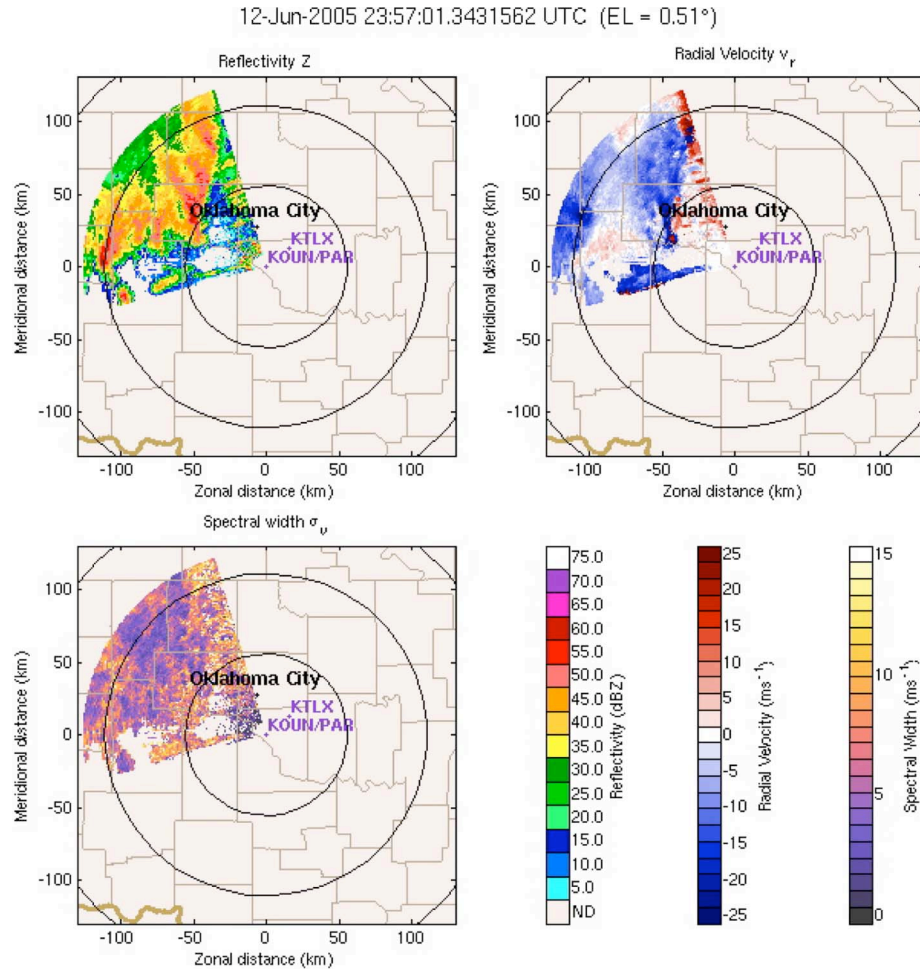 12-Jun-2005 23:57:01.3431562 UTC (EL = 0.51°)
Reflectivity Z
Meridional distance (km)
100
50
0
-50
-100
Oklahoma City
KTLX
KOUN/PAR
-100 -50 0 50 100
Zonal distance (km)
Radial Velocity v_r
Meridional distance (km)
100
50
0
-50
-100
Oklahoma City
KTLX
KOUN/PAR
-100 -50 0 50 100
Zonal distance (km)
Spectral width σ_υ
Meridional distance (km)
100
50
0
-50
-100
Oklahoma City
KTLX
KOUN/PAR
-100 -50 0 50 100
Zonal distance (km)
75.0
70.0
65.0
60.0
55.0
50.0
45.0
40.0
35.0
30.0
25.0
20.0
15.0
10.0
5.0
ND
Reflectivity (dBZ)
25
20
15
10
5
0
-5
-10
-15
-20
-25
Radial Velocity (ms⁻¹)
15
10
5
0
Spectral Width (ms⁻¹)